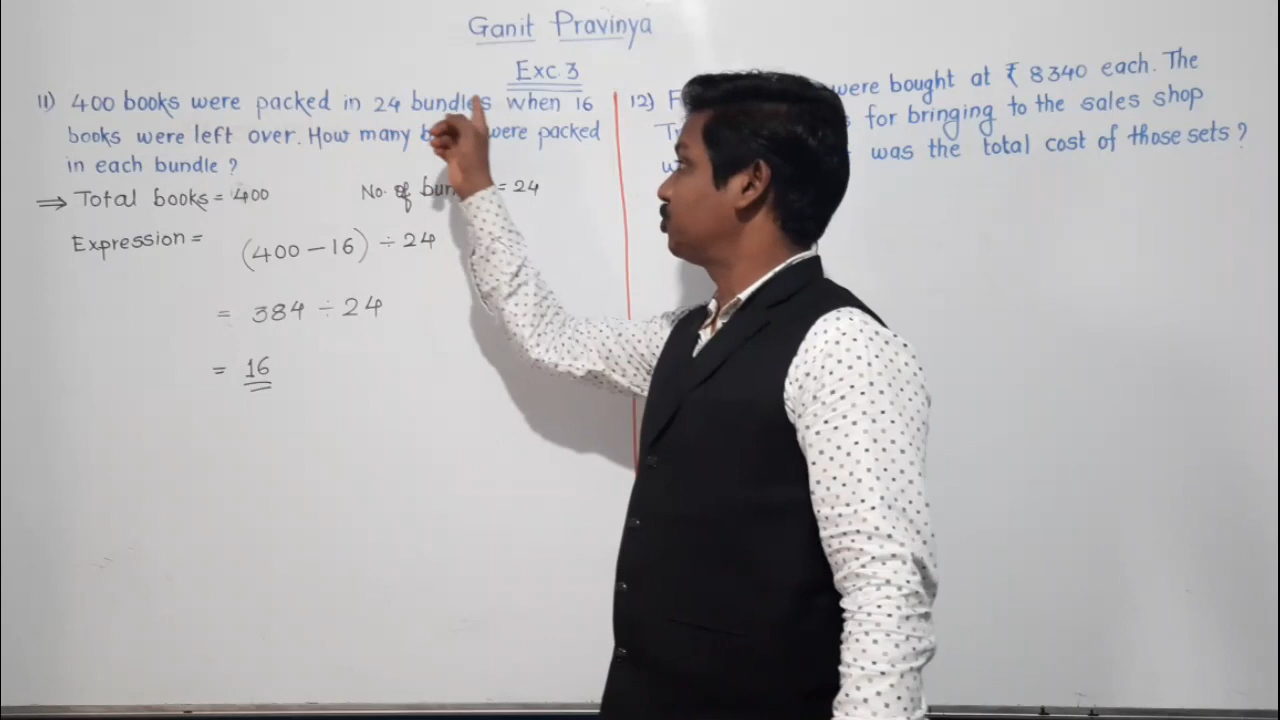 Ganit Pravinya
Exc. 3
11) 400 books were packed in 24 bundles when 16
books were left over. How many were packed
in each bundle ?
⇒ Total books = 400 No. of = 24
Expression = (400 – 16) ÷ 24
= 384 ÷ 24
= 16
12) were bought at ₹ 8340 each. The
for bringing to the sales shop
was the total cost of those sets ?